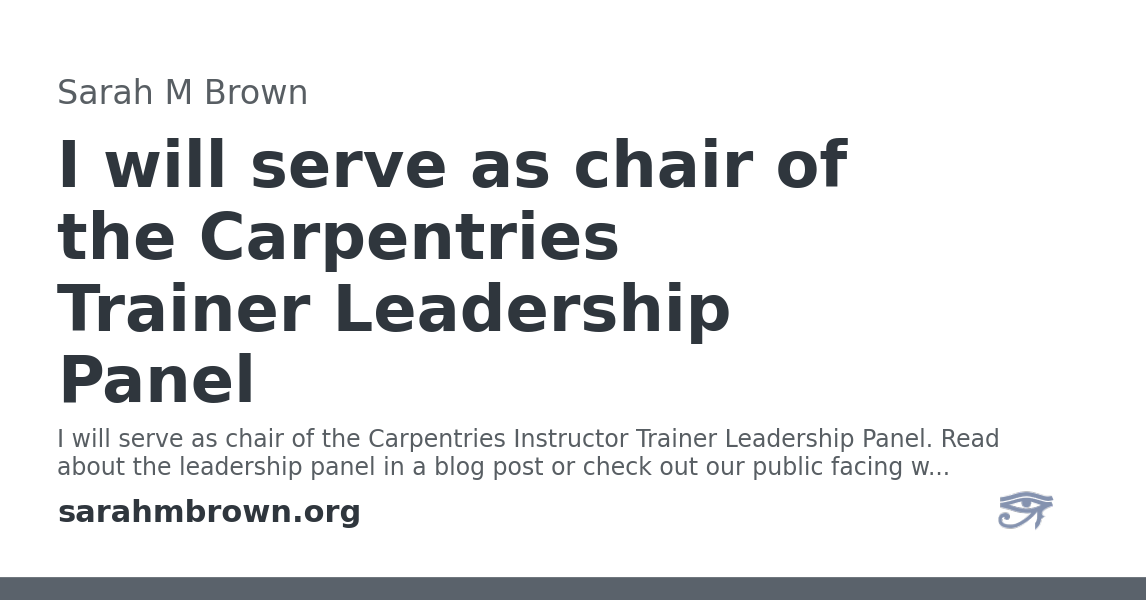 Sarah M Brown
I will serve as chair of
the Carpentries
Trainer Leadership
Panel
I will serve as chair of the Carpentries Instructor Trainer Leadership Panel. Read
about the leadership panel in a blog post or check out our public facing w...
sarahmbrown.org